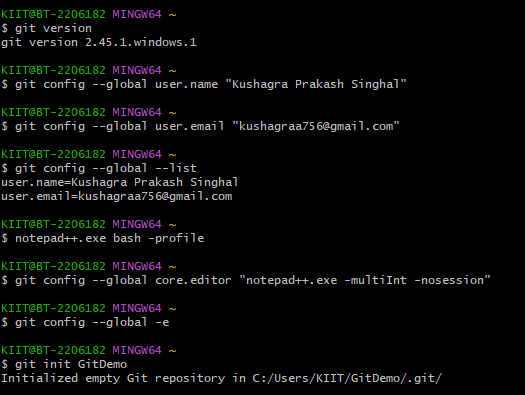 KIIT@BT-2206182 MINGW64 ~
$ git version
git version 2.45.1.windows.1
KIIT@BT-2206182 MINGW64 ~
$ git config --global user.name "Kushagra Prakash Singhal"
KIIT@BT-2206182 MINGW64 ~
$ git config --global user.email "kushagraa756@gmail.com"
KIIT@BT-2206182 MINGW64 ~
$ git config --global --list
user.name=Kushagra Prakash Singhal
user.email=kushagraa756@gmail.com
KIIT@BT-2206182 MINGW64 ~
$ notepad++.exe bash -profile
KIIT@BT-2206182 MINGW64 ~
$ git config --global core.editor "notepad++.exe -multiInt -nosession"
KIIT@BT-2206182 MINGW64 ~
$ git config --global -e
KIIT@BT-2206182 MINGW64 ~
$ git init GitDemo
Initialized empty Git repository in C:/Users/KIIT/GitDemo/.git/